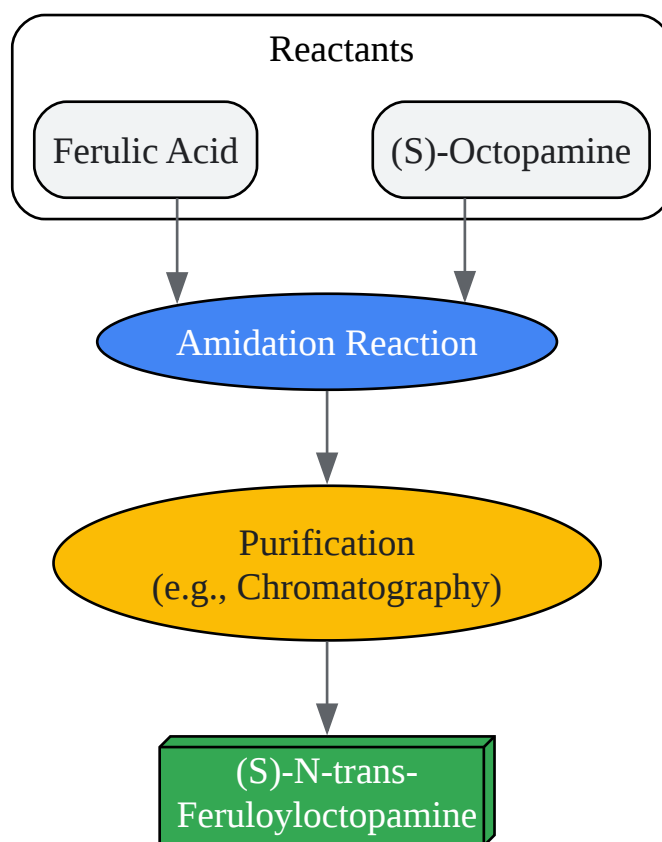 Reactants
Ferulic Acid
(S)-Octopamine
Amidation Reaction
Purification
(e.g., Chromatography)
(S)-N-trans-
Feruloyloctopamine